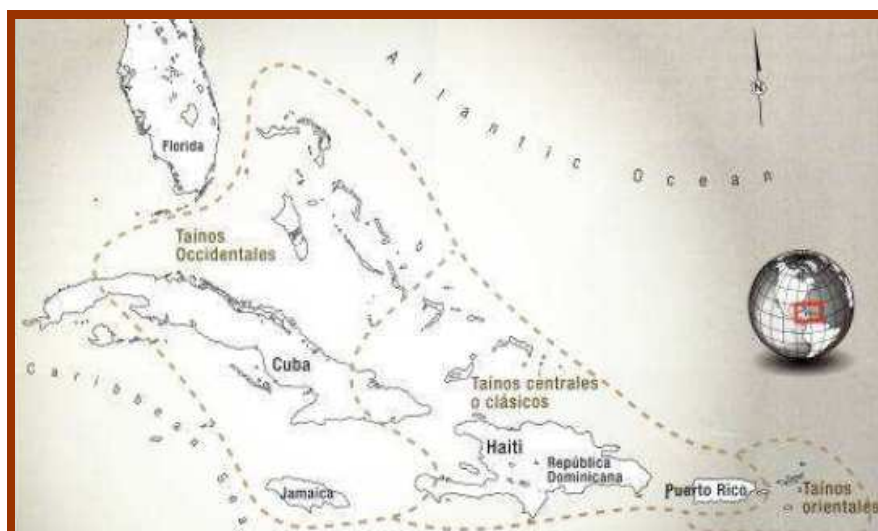 Atlantic Ocean
N
Florida
Taínos
Occidentales
Cuba
Caribbean Sea
Taínos centrales
o clásicos
Haiti
República
Dominicana
Jamaica
Puerto Rico
Taínos
orientales